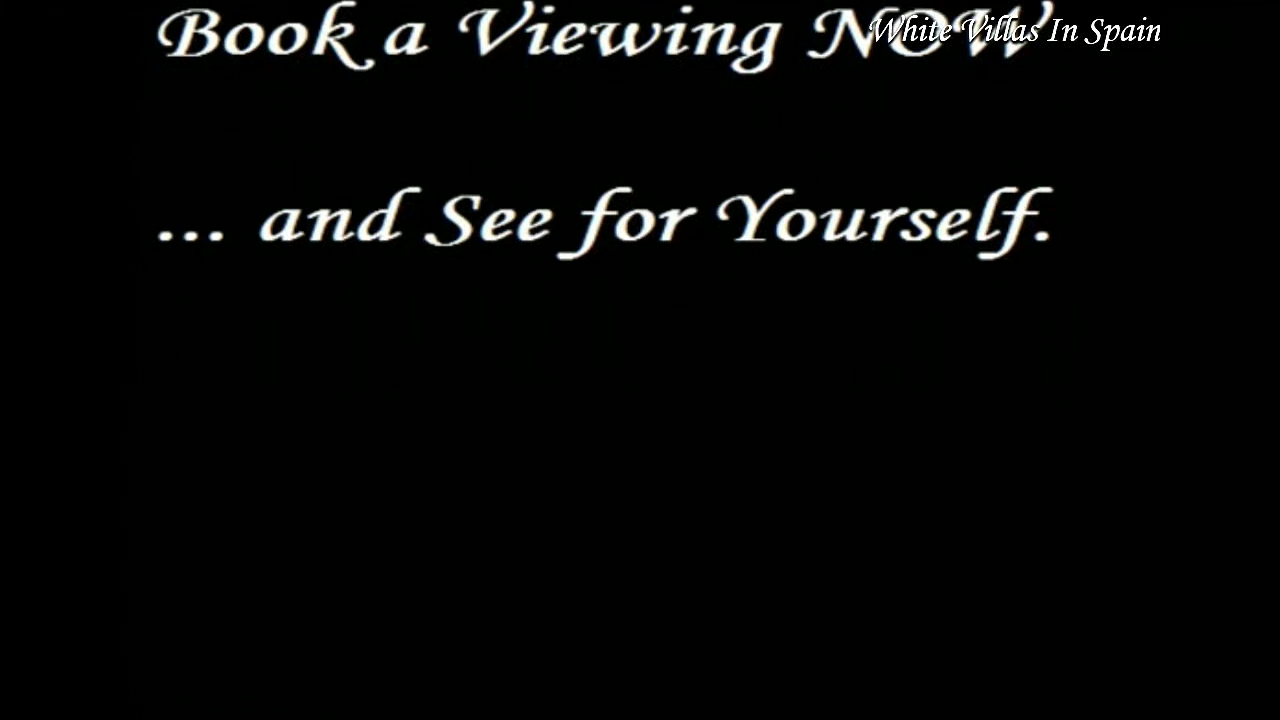 Book a Viewing NOW
White Villas In Spain
... and See for Yourself.